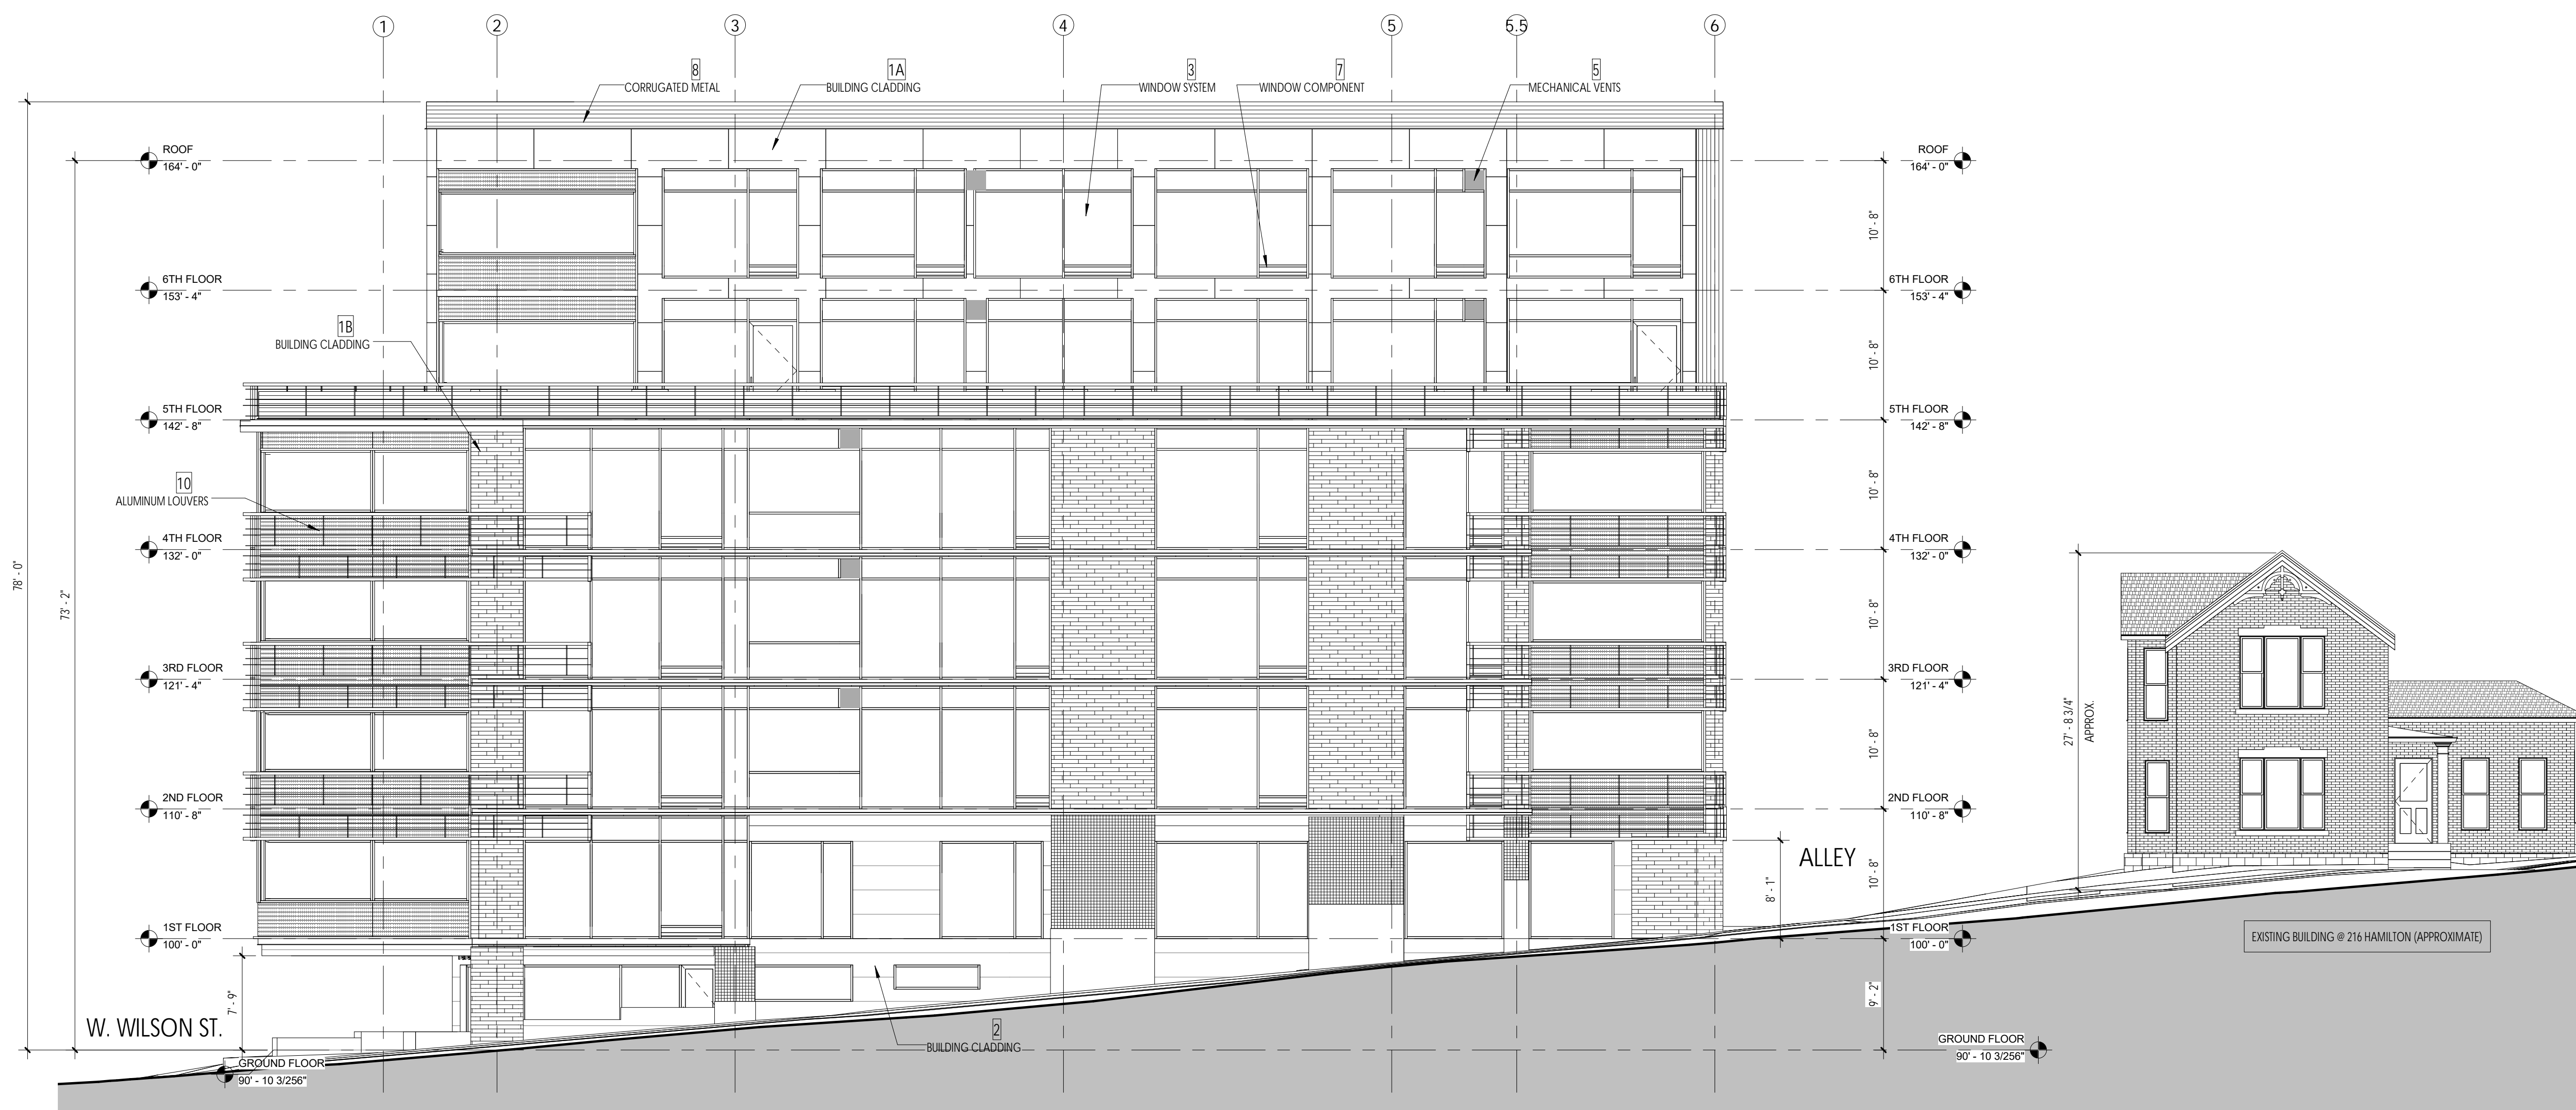 1
2
3
4
5
5.5
6
8
CORRUGATED METAL
1A
BUILDING CLADDING
3
WINDOW SYSTEM
7
WINDOW COMPONENT
5
MECHANICAL VENTS
ROOF
164' - 0"
ROOF
164' - 0"
10' - 8"
6TH FLOOR
153' - 4"
6TH FLOOR
153' - 4"
1B
BUILDING CLADDING
10' - 8"
5TH FLOOR
142' - 8"
5TH FLOOR
142' - 8"
10
ALUMINUM LOUVERS
10' - 8"
4TH FLOOR
132' - 0"
4TH FLOOR
132' - 0"
78' - 0"
73' - 2"
10' - 8"
3RD FLOOR
121' - 4"
3RD FLOOR
121' - 4"
27' - 8 3/4"
APPROX.
10' - 8"
2ND FLOOR
110' - 8"
2ND FLOOR
110' - 8"
ALLEY
8' - 1"
10' - 8"
1ST FLOOR
100' - 0"
1ST FLOOR
100' - 0"
EXISTING BUILDING @ 216 HAMILTON (APPROXIMATE)
7' - 9"
9' - 2"
W. WILSON ST.
2
BUILDING CLADDING
GROUND FLOOR
90' - 10 3/256"
GROUND FLOOR
90' - 10 3/256"